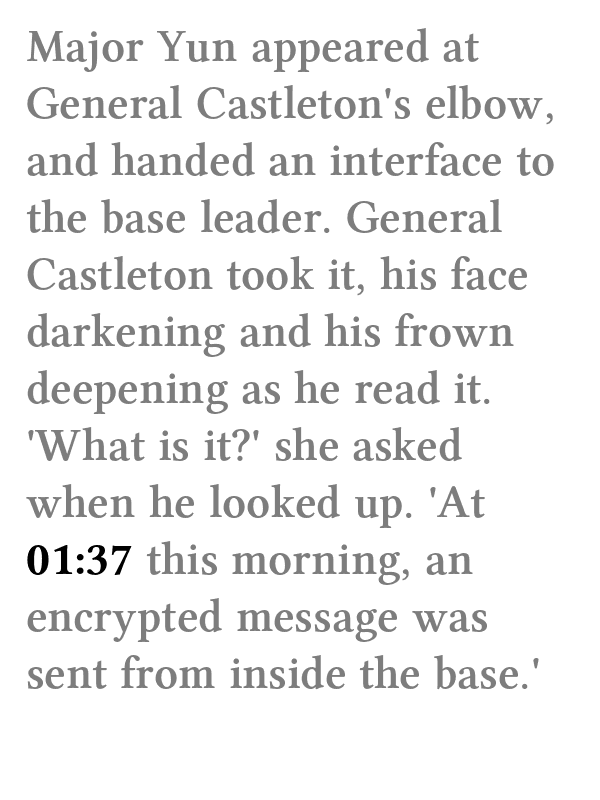 Major Yun appeared at
General Castleton's elbow,
and handed an interface to
the base leader. General
Castleton took it, his face
darkening and his frown
deepening as he read it.
'What is it?' she asked
when he looked up. 'At
01:37 this morning, an
encrypted message was
sent from inside the base.'